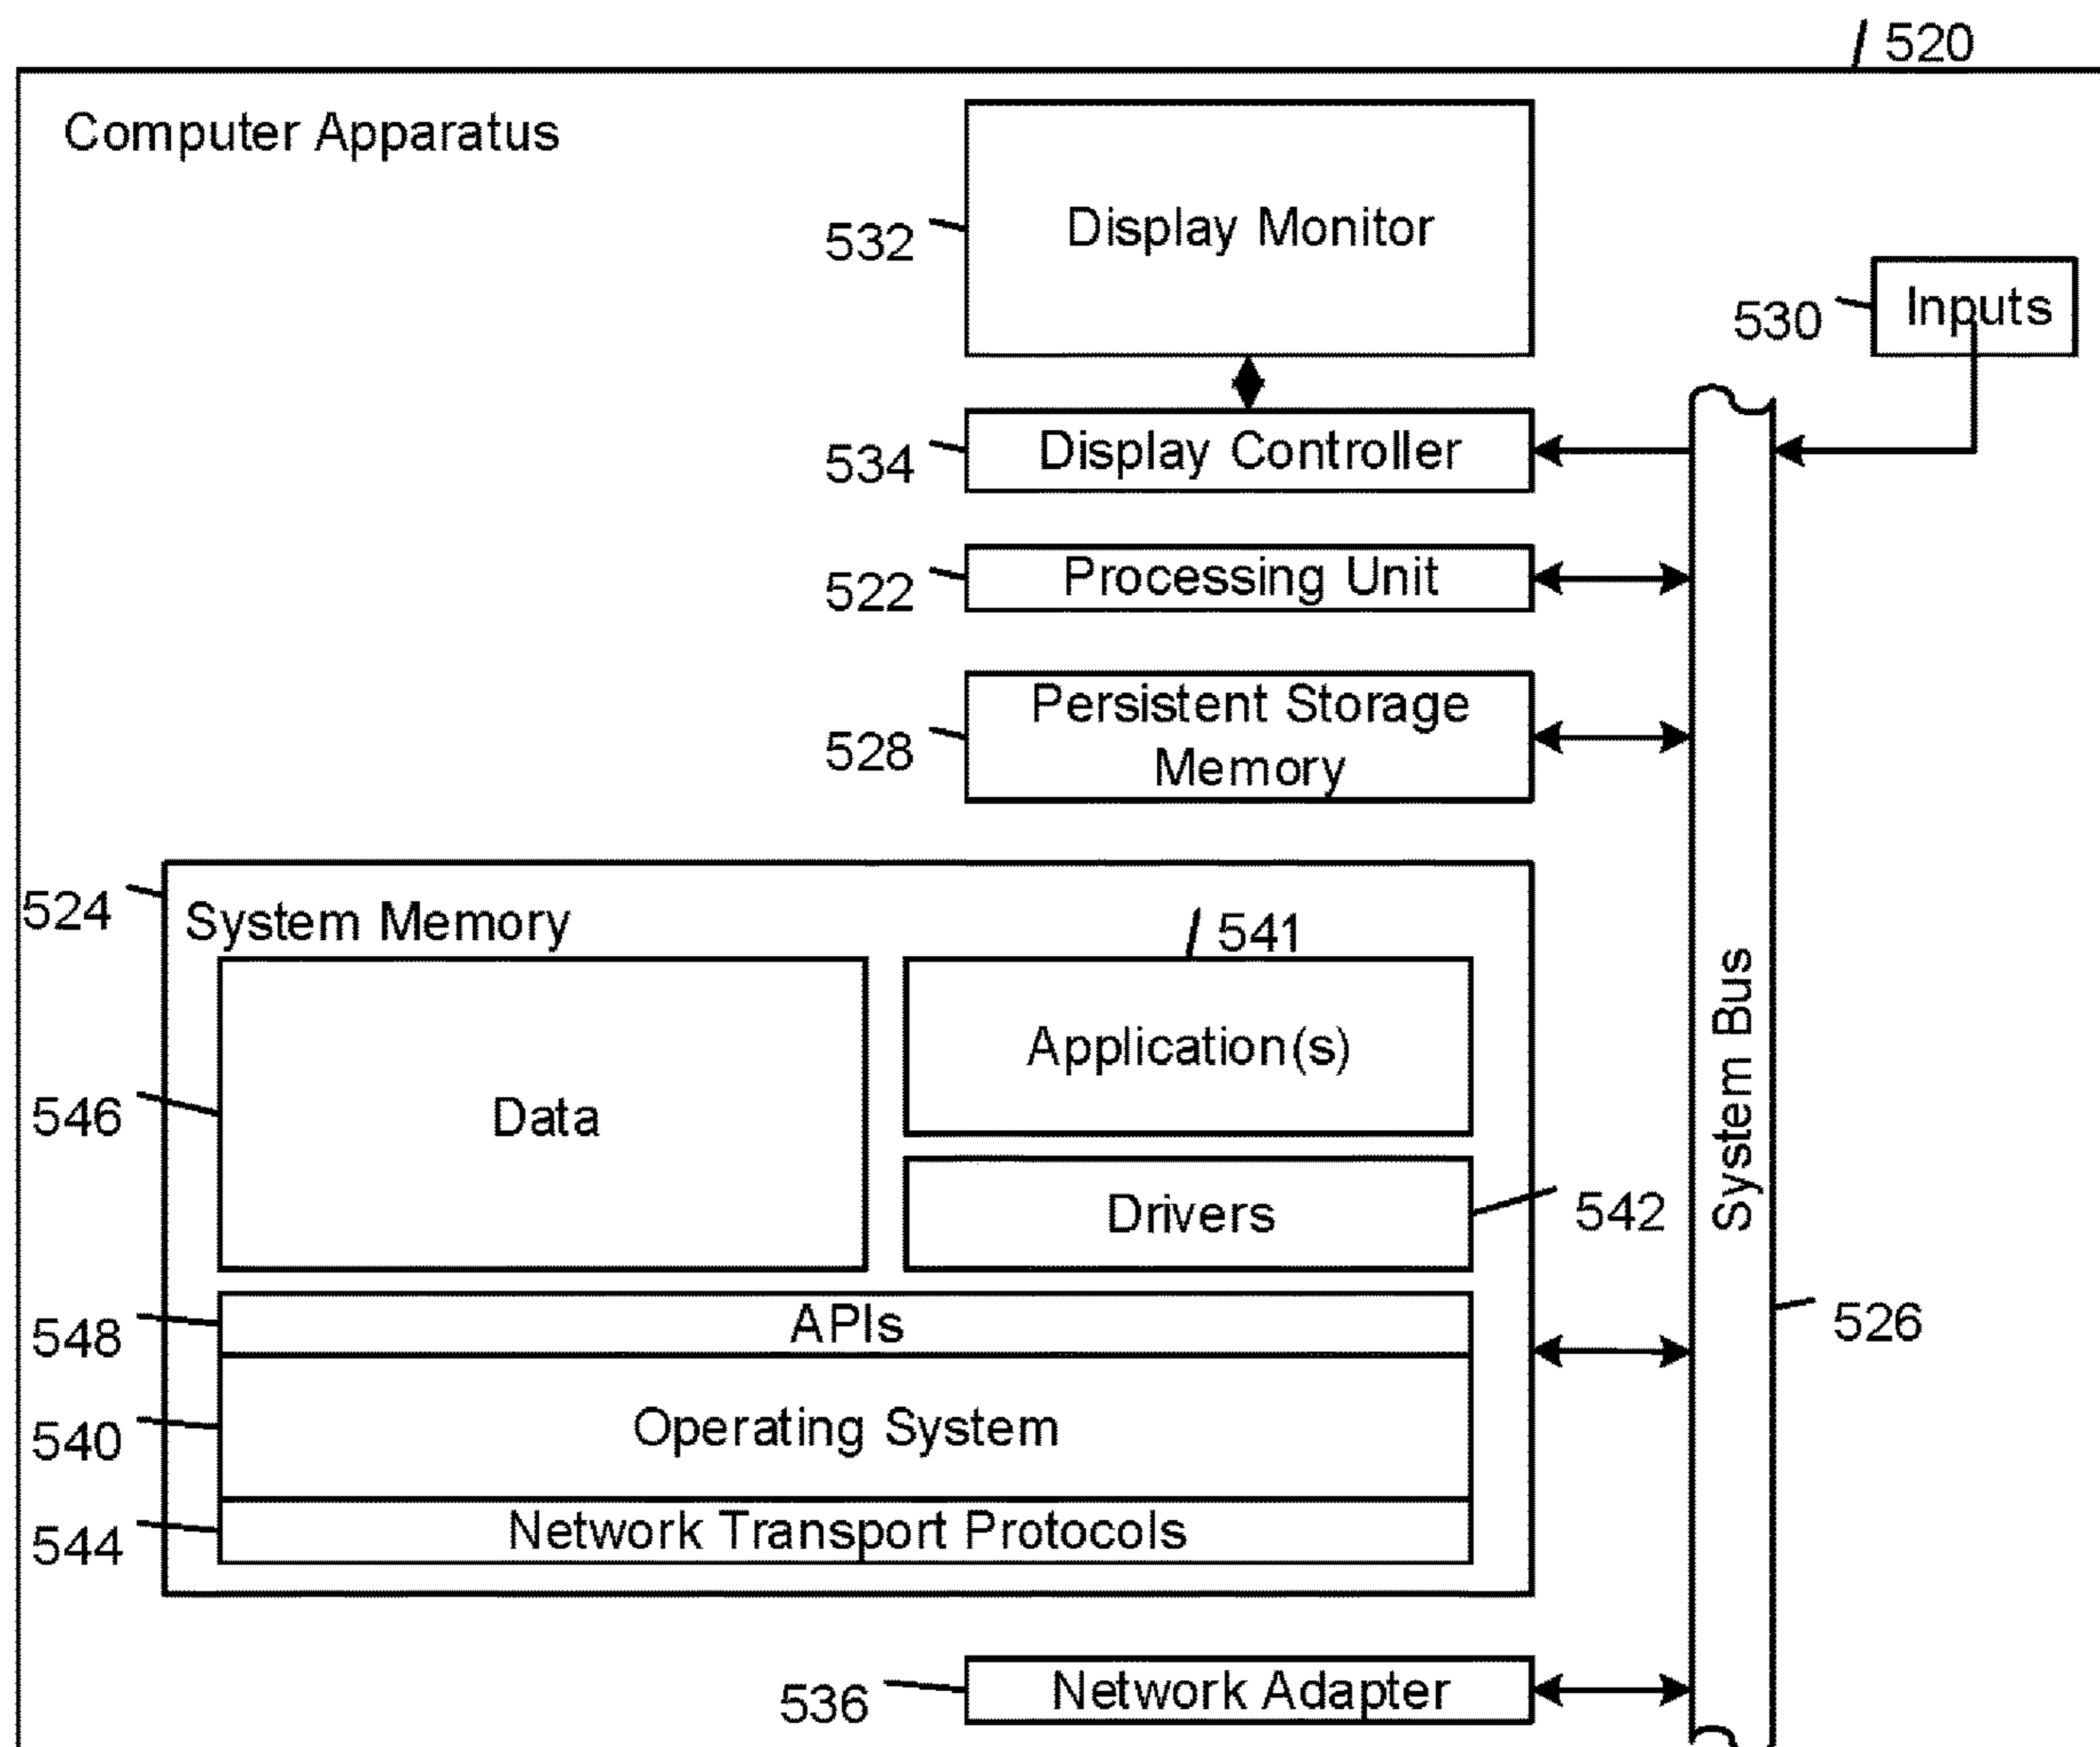 520
Computer Apparatus
Display Monitor
532
Inputs
530
Display Controller
534
Processing Unit
522
Persistent Storage
Memory
528
524
System Memory
541
Application(s)
546
Data
Drivers
542
System Bus
526
APIs
548
Operating System
540
Network Transport Protocols
544
Network Adapter
536